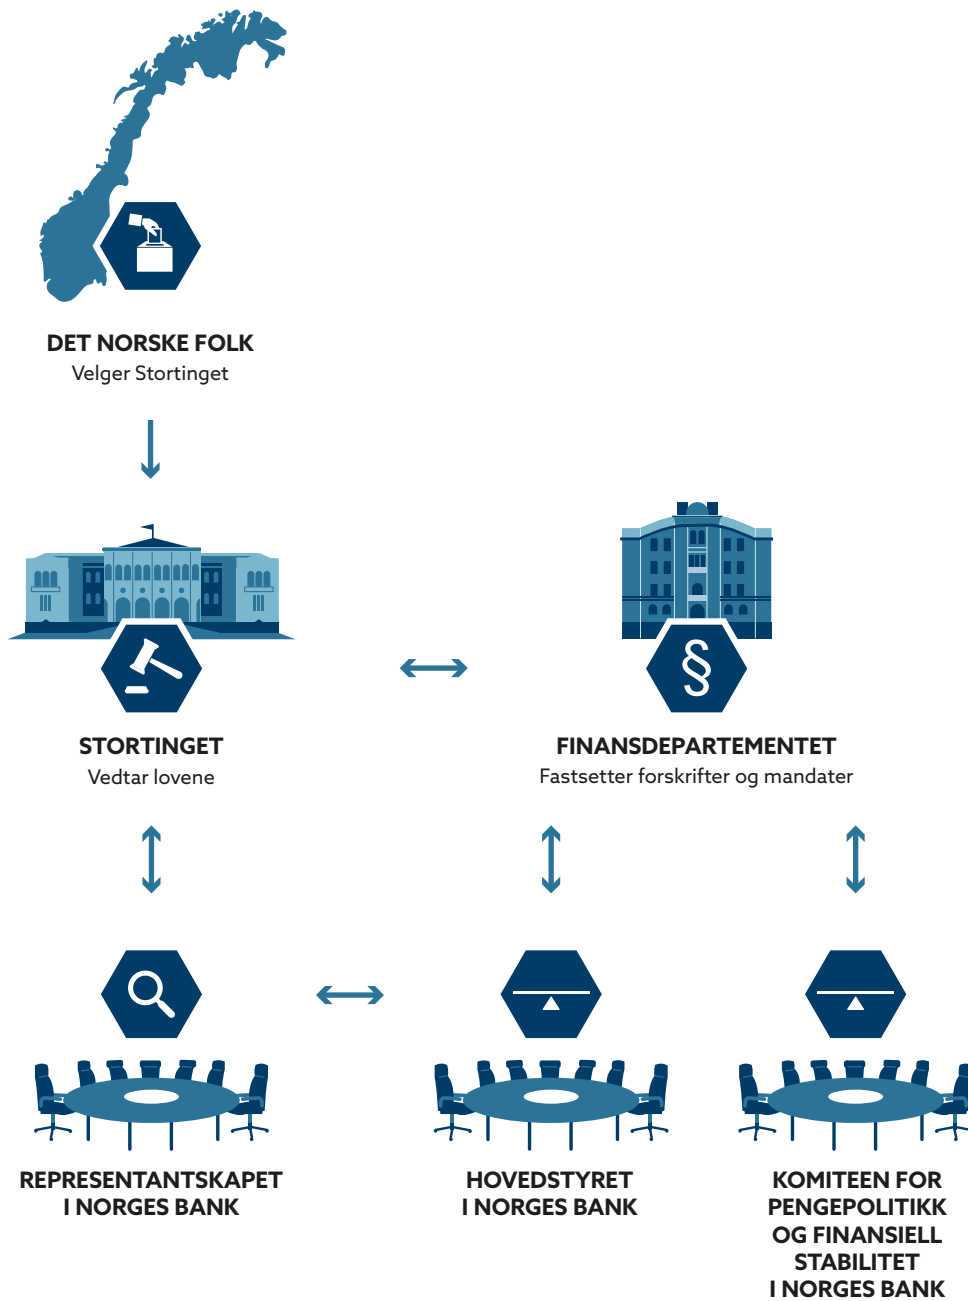 DET NORSKE FOLK
Velger Stortinget
§
STORTINGET
Vedtar lovene
FINANSDEPARTEMENTET
Fastsetter forskrifter og mandater
REPRESENTANTSKAPET
I NORGES BANK
HOVEDSTYRET
I NORGES BANK
KOMITEEN FOR
PENGEPOLITIKK
OG FINANSIELL
STABILITET
I NORGES BANK